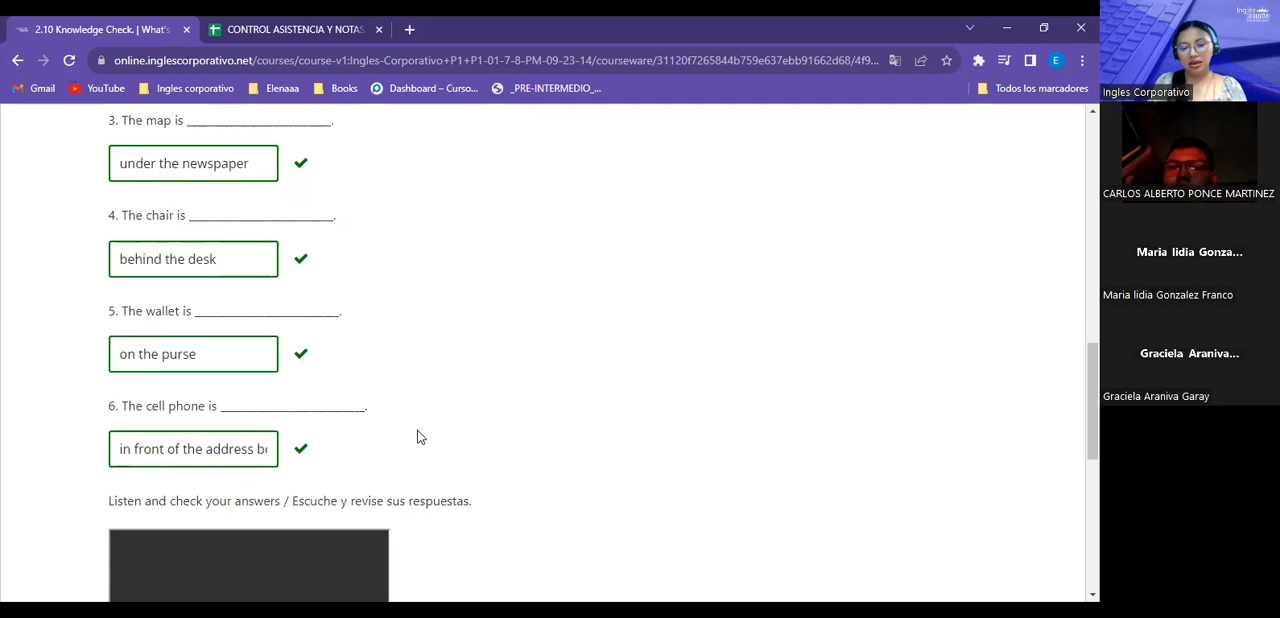 2.10 Knowledge Check. | What's
CONTROL ASISTENCIA Y NOTAS
online.inglescorporativo.net/courses/course-v1:Ingles-Corporativo+P1+P1-01-7-8-PM-09-23-14/courseware/31120f7265844b759e637ebb91662d68/4f9...
E
Gmail
YouTube
Ingles corporativo
Elenaaa
Books
Dashboard – Curso...
_PRE-INTERMEDIO_...
Todos los marcadores
3. The map is ________________________.
under the newspaper
4. The chair is ________________________.
behind the desk
5. The wallet is ________________________.
on the purse
6. The cell phone is ________________________.
in front of the address bo
Listen and check your answers / Escuche y revise sus respuestas.
Ingles Corporativo
CARLOS ALBERTO PONCE MARTINEZ
Maria lidia Gonza...
Maria lidia Gonzalez Franco
Graciela Araniva...
Graciela Araniva Garay